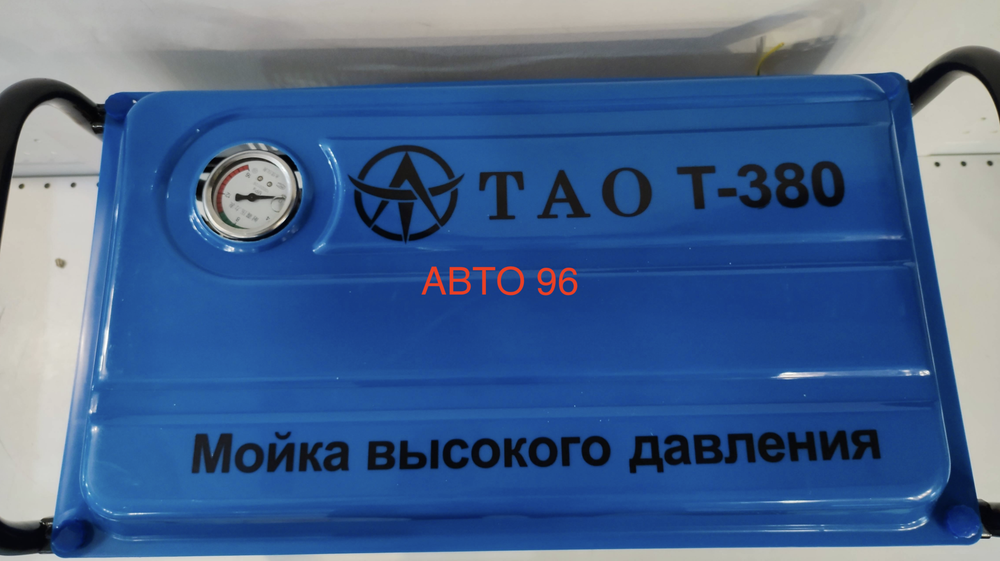 TAO T-380
АВТО 96
Мойка высокого давления